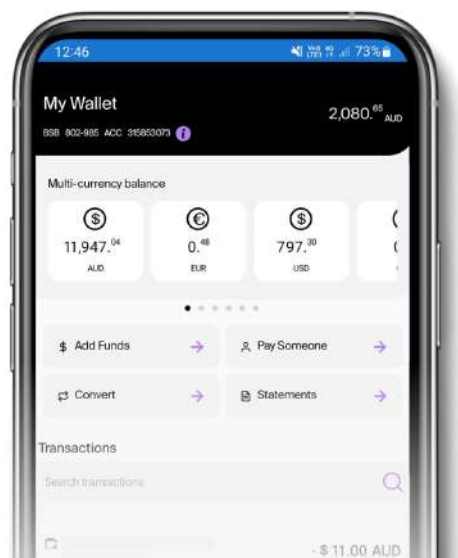 12:46 73%
My Wallet
2,080.65 AUD
BSB 802-985 ACC 315853073 i
Multi-currency balance
$ € $
11,947.04 0.48 797.30
AUD EUR USD
$ Add Funds → Pay Someone →
Convert → Statements →
Transactions
Search transactions
- $ 11.00 AUD